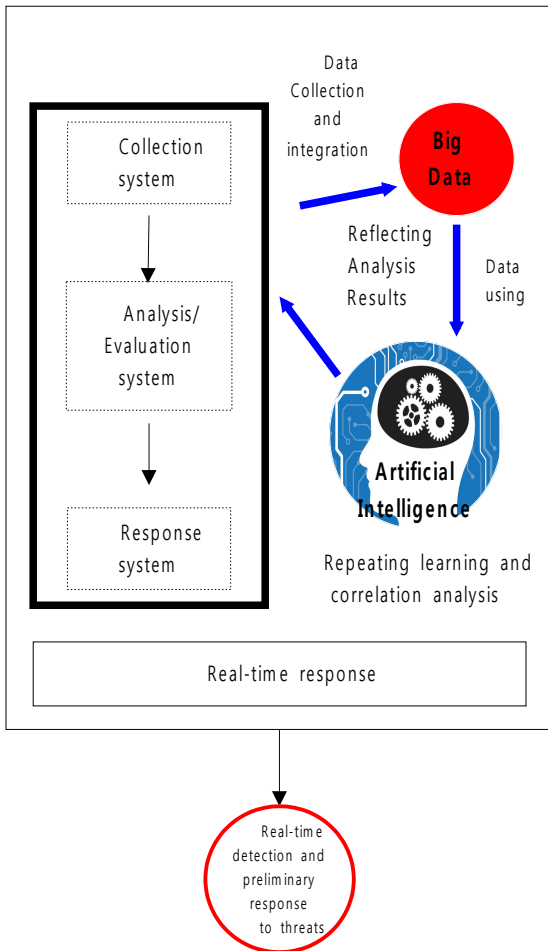 Data
Collection
and
integration
Big
Data
Collection
system
Reflecting
Analysis
Results
Data
using
Analysis/
Evaluation
system
Artificial
Intelligence
Response
system
Repeating learning and
correlation analysis
Real-time response
Real-time
detection and
preliminary
response
to threats